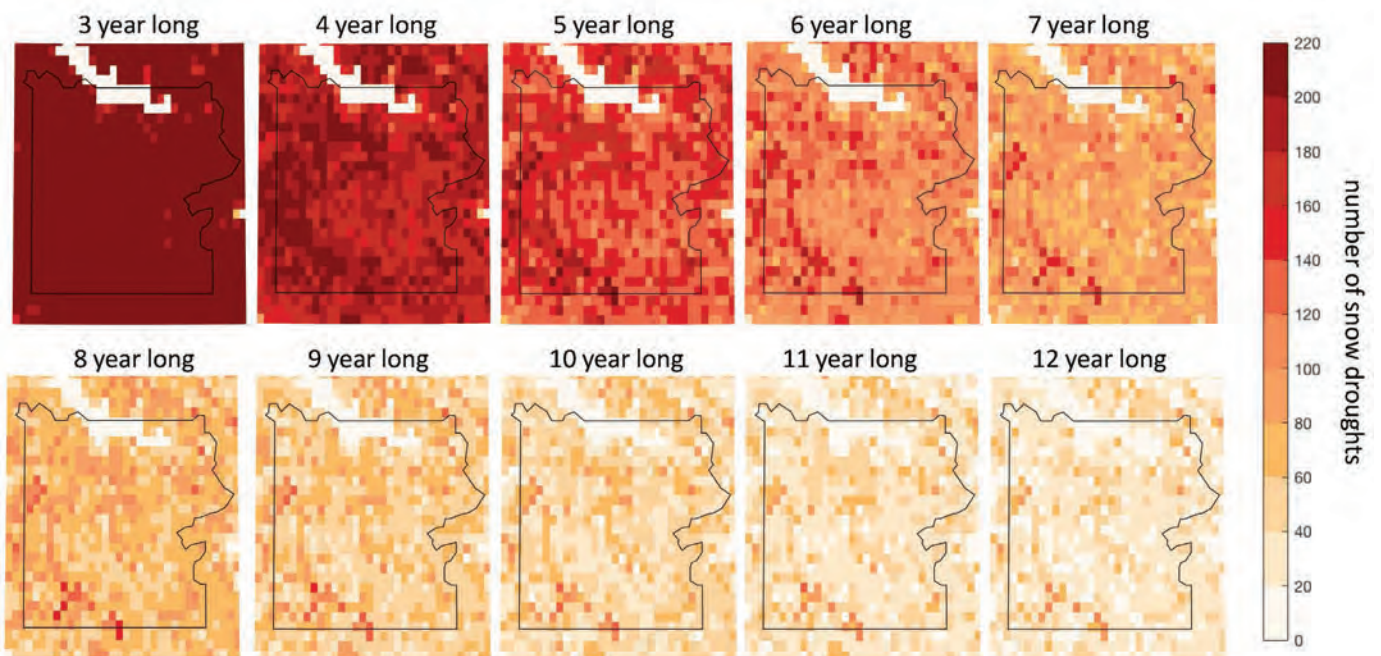 3 year long
4 year long
5 year long
6 year long
7 year long
8 year long
9 year long
10 year long
11 year long
12 year long
220
200
180
160
140
120
100
80
60
40
20
0
number of snow droughts